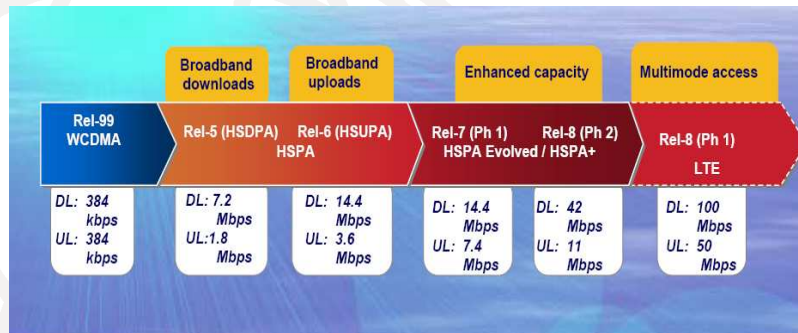 Broadband
downloads
Broadband
uploads
Enhanced capacity
Multimode access
Rel-99
WCDMA
Rel-5 (HSDPA)
Rel-6 (HSUPA)
HSPA
Rel-7 (Ph 1)
Rel-8 (Ph 2)
HSPA Evolved / HSPA+
Rel-8 (Ph 1)
LTE
DL: 384
kbps
UL: 384
kbps
DL: 7.2
Mbps
UL:1.8
Mbps
DL: 14.4
Mbps
UL: 3.6
Mbps
DL: 14.4
Mbps
UL: 7.4
Mbps
DL: 42
Mbps
UL: 11
Mbps
DL: 100
Mbps
UL: 50
Mbps